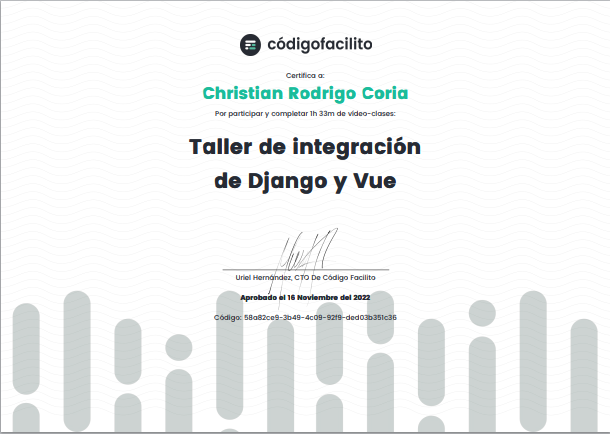 códigofacilito
Certifica a:
Christian Rodrigo Coria
Por participar y completar 1h 33m de video-clases:
Taller de integración
de Django y Vue
Uriel Hernández, CTO De Código Facilito
Aprobado el 16 Noviembre del 2022
Código: 58a82ce9-3b49-4c09-92f9-ded03b351c36